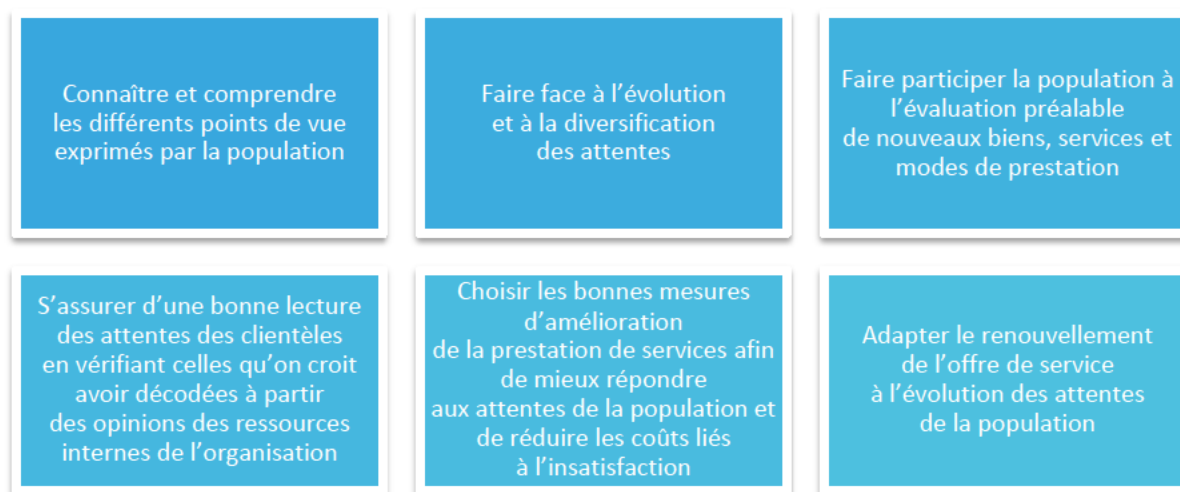 Connaître et comprendre
les différents points de vue
exprimés par la population
Faire face à l’évolution
et à la diversification
des attentes
Faire participer la population à
l’évaluation préalable
de nouveaux biens, services et
modes de prestation
S’assurer d’une bonne lecture
des attentes des clientèles
en vérifiant celles qu’on croit
avoir décodées à partir
des opinions des ressources
internes de l’organisation
Choisir les bonnes mesures
d’amélioration
de la prestation de services afin
de mieux répondre
aux attentes de la population et
de réduire les coûts liés
à l’insatisfaction
Adapter le renouvellement
de l’offre de service
à l’évolution des attentes
de la population